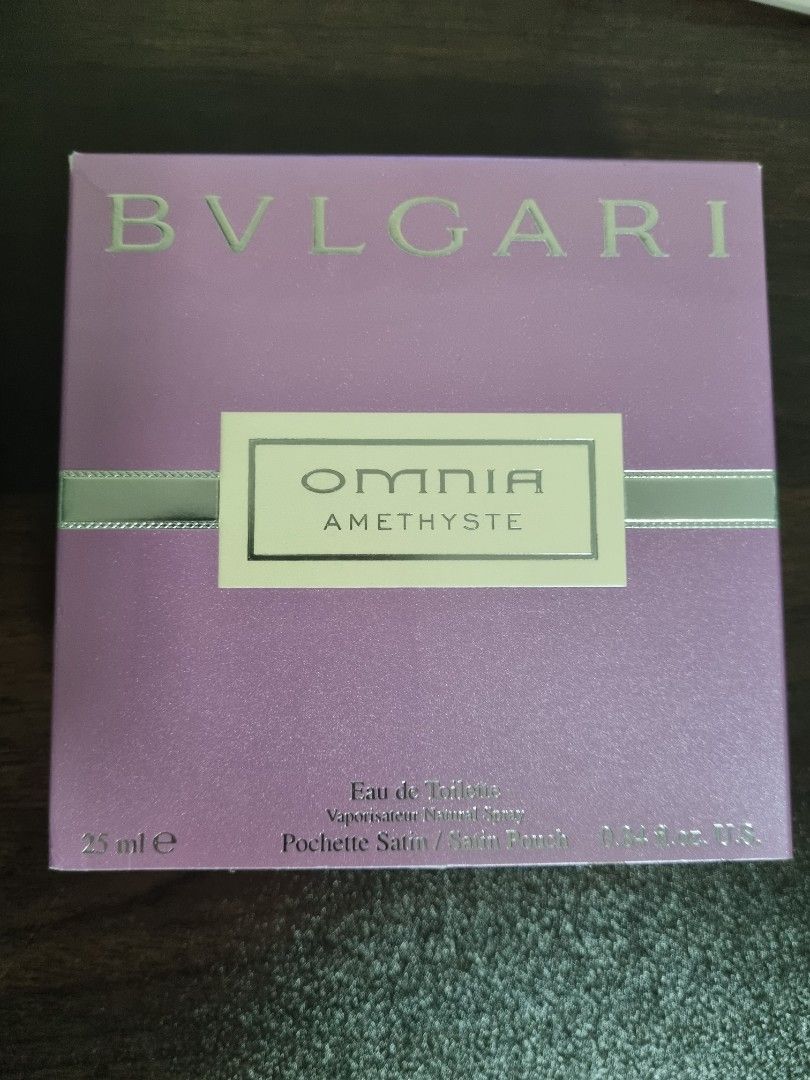 BVLGARI
OMNIA
AMETHYSTE
Eau de Toilette
Vaporisateur Natural Spray
25 ml ℮ Pochette Satin / Satin Pouch 0.84 fl.oz. U.S.